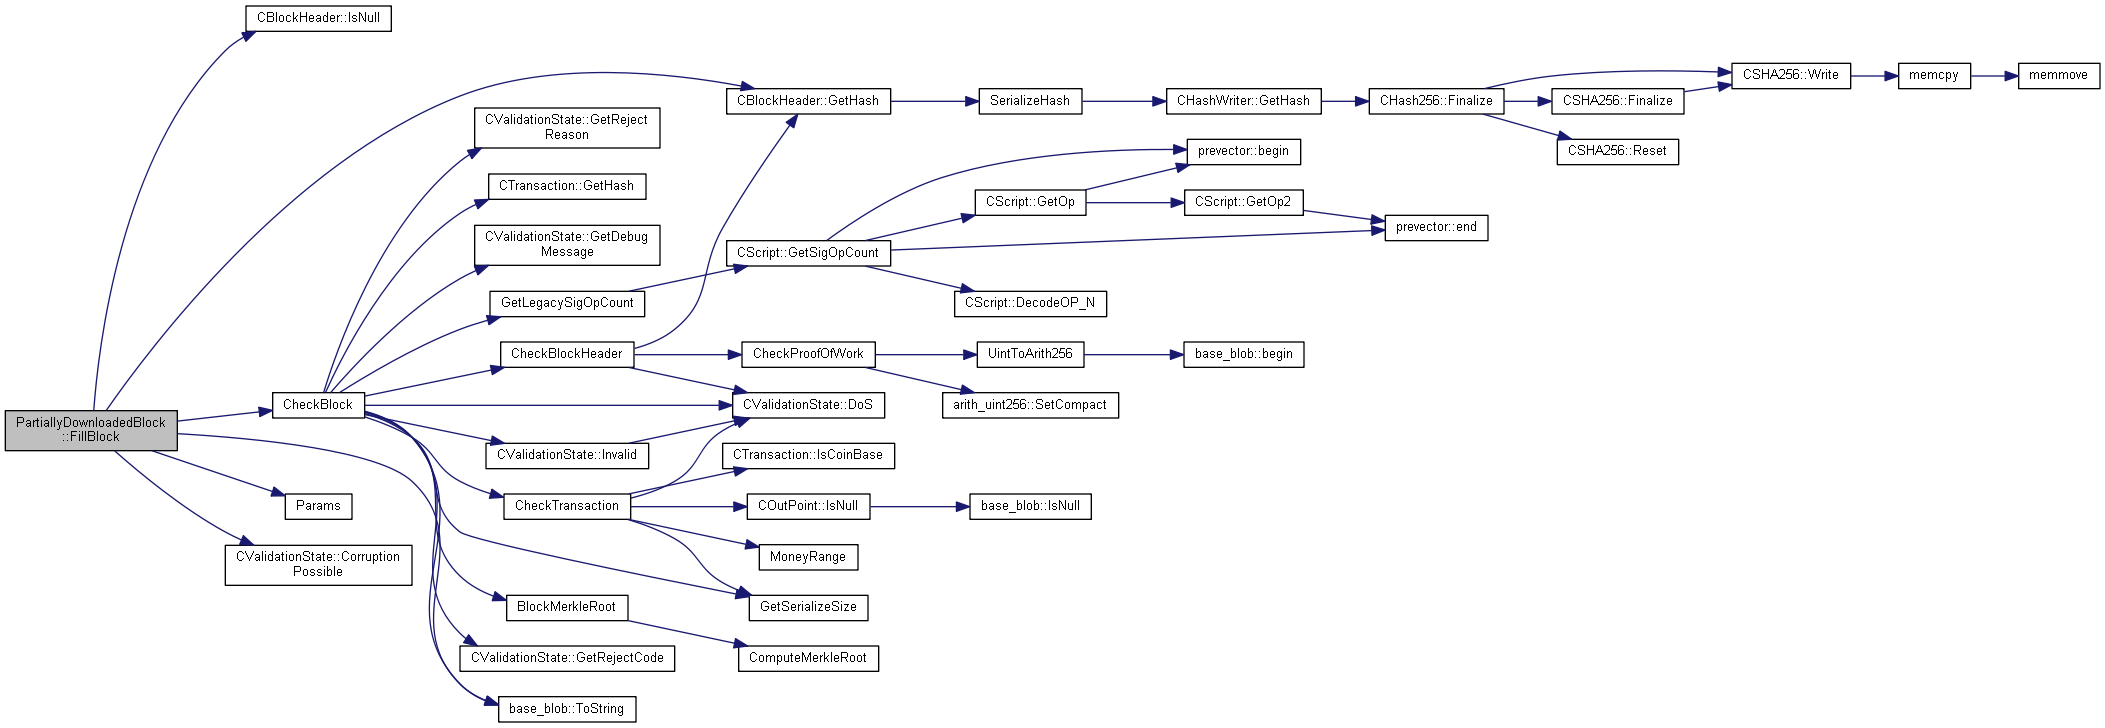 CBlockHeader::IsNull
CSHA256::Write
memcpy
memmove
CBlockHeader::GetHash
SerializeHash
CHashWriter::GetHash
CHash256::Finalize
CSHA256::Finalize
CValidationState::GetReject
Reason
prevector::begin
CSHA256::Reset
CTransaction::GetHash
CScript::GetOp
CScript::GetOp2
CValidationState::GetDebug
Message
prevector::end
CScript::GetSigOpCount
GetLegacySigOpCount
CScript::DecodeOP_N
CheckBlockHeader
CheckProofOfWork
UintToArith256
base_blob::begin
CheckBlock
CValidationState::DoS
arith_uint256::SetCompact
PartiallyDownloadedBlock
::FillBlock
CValidationState::Invalid
CTransaction::IsCoinBase
Params
CheckTransaction
COutPoint::IsNull
base_blob::IsNull
CValidationState::Corruption
Possible
MoneyRange
BlockMerkleRoot
GetSerializeSize
CValidationState::GetRejectCode
ComputeMerkleRoot
base_blob::ToString